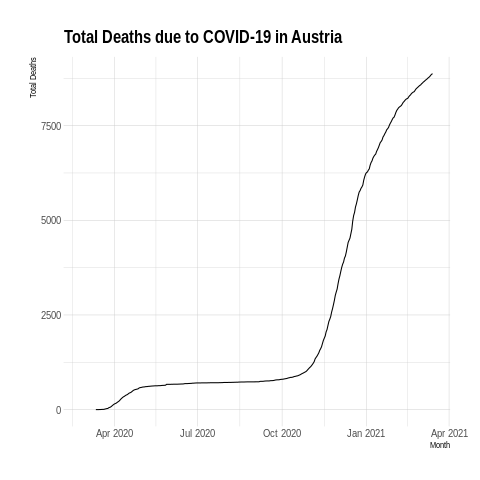 Total Deaths due to COVID-19 in Austria
Total Deaths
7500
5000
2500
0
Apr 2020 Jul 2020 Oct 2020 Jan 2021 Apr 2021
Month